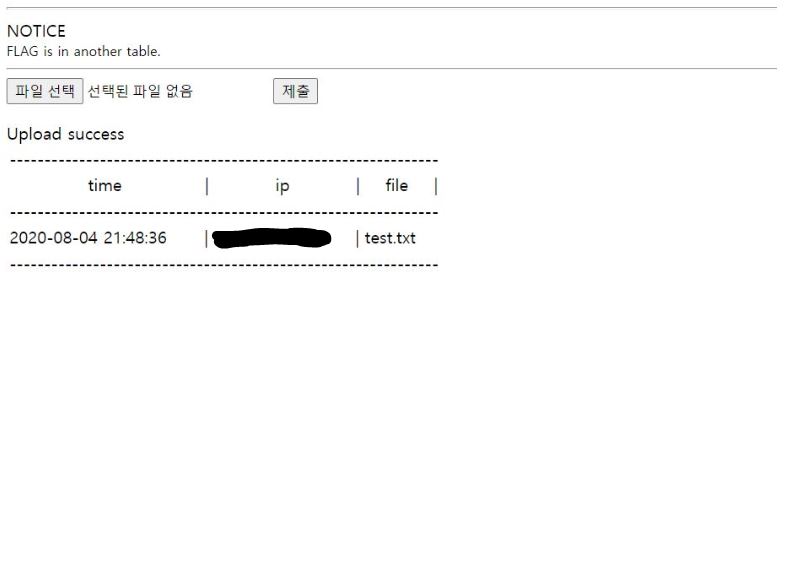 NOTICE
FLAG is in another table.
파일 선택 선택된 파일 없음 제출
Upload success
---------------------------------------------------------------
time | ip | file |
---------------------------------------------------------------
2020-08-04 21:48:36 | | test.txt
---------------------------------------------------------------